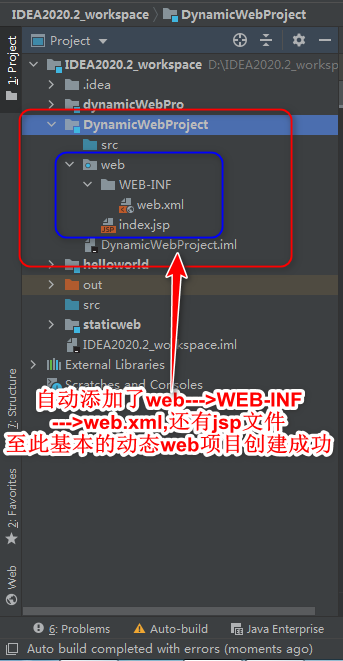 IDEA2020.2_workspace > DynamicWebProject
1: Project
Project
IDEA2020.2_workspace D:\IDEA2020.2_worksp
.idea
dynamicWebPro
DynamicWebProject
src
web
WEB-INF
web.xml
index.jsp
DynamicWebProject.iml
helloworld
out
src
staticweb
IDEA2020.2_workspace.iml
External Libraries
Scratches and Consoles
自动添加了web--->WEB-INF
--->web.xml,还有jsp文件
至此基本的动态web项目创建成功
7: Structure
2: Favorites
Web
6: Problems Auto-build Java Enterprise
Auto build completed with errors (moments ago)